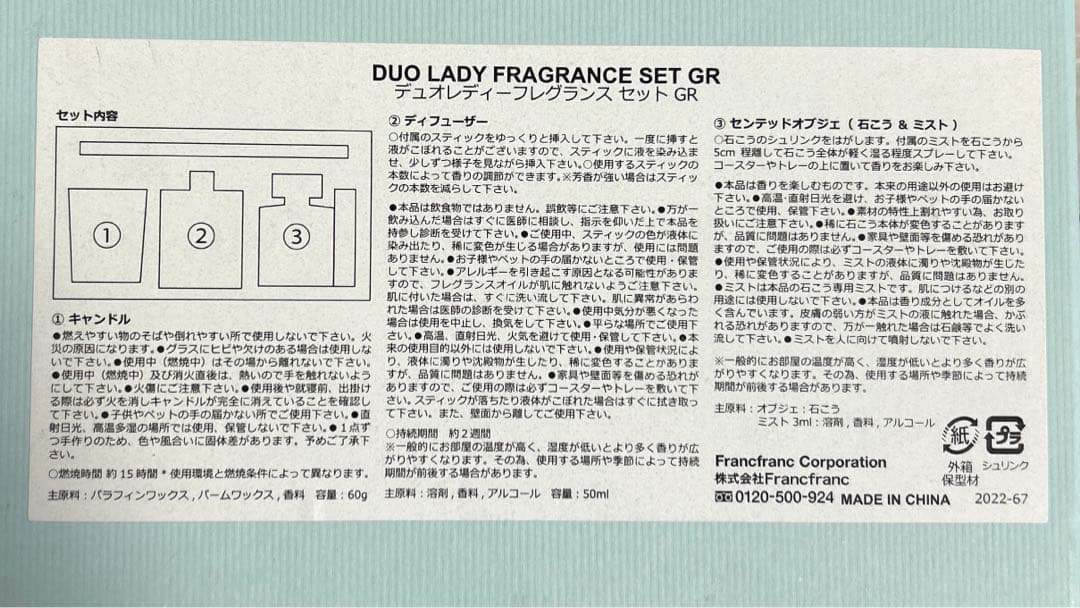 DUO LADY FRAGRANCE SET GR
デュオレディーフレグランス セット GR
セット内容
①
②
③
① キャンドル
●燃えやすい物のそばや倒れやすい所で使用しないで下さい。火
災の原因になります。●グラスにヒビや欠けのある場合は使用しな
いで下さい。●使用中（燃焼中）はその場から離れないで下さい。
●使用中（燃焼中）及び消火直後は、熱いので手を触れないよう
にして下さい。●火傷にご注意下さい。●使用後や就寝前、出掛け
る際は必ず火を消しキャンドルが完全に消えていることを確認し
て下さい。●子供やペットの手の届かない所でご使用下さい。●直
射日光、高温多湿の場所では使用、保管しないで下さい。●１点ず
つ手作りのため、色や風合いに固体差があります。予めご了承下
さい。
○燃焼時間 約15時間 *使用環境と燃焼条件によって異なります。
主原料：パラフィンワックス，パームワックス，香料 容量：60g
② ディフューザー
○付属のスティックをゆっくりと挿入して下さい。一度に挿すと
液がこぼれることがございますので、スティックに液を染み込ま
せ、少しずつ様子を見ながら挿入下さい。○使用するスティックの
本数によって香りの調節ができます。※芳香が強い場合はスティッ
クの本数を減らして下さい。
●本品は飲食物ではありません。誤飲等にご注意下さい。●万が一
飲み込んだ場合はすぐに医師に相談し、指示を仰いだ上で本品を
持参し診断を受けて下さい。●ご使用中、スティックの色が液体に
染み出たり、稀に変色が生じる場合がありますが、使用には問題
ありません。●お子様やペットの手の届かないところで使用・保管
して下さい。●アレルギーを引き起こす原因となる可能性がありま
すので、フレグランスオイルが肌に触れないようご注意下さい。
肌に付いた場合は、すぐに洗い流して下さい。肌に異常があらわ
れた場合は医師の診断を受けて下さい。●使用中気分が悪くなった
場合は使用を中止し、換気をして下さい。●平らな場所でご使用下
さい。●高温、直射日光、火気を避けて使用・保管して下さい。●本
来の使用目的以外には使用しないで下さい。●使用や保管状況によ
り、液体に濁りや沈殿物が生じたり、稀に変色することがありま
すが、品質に問題はありません。●家具や壁面等を傷める恐れが
ありますので、ご使用の際は必ずコースターやトレイを敷いて下さ
い。スティックが落ちたり液体がこぼれた場合はすぐに拭き取っ
て下さい。また、壁面から離してご使用下さい。
○持続期間 約２週間
※一般的にお部屋の温度が高く、湿度が低いとより多く香りが広
がりやすくなります。その為、使用する場所や季節によって持続
期間が前後する場合があります。
主原料：溶剤，香料，アルコール 容量：50ml
③ センテッドオブジェ（ 石こう & ミスト ）
○石こうのシュリンクをはがします。付属のミストを石こうから
5cm 程離して石こう全体が軽く湿る程度スプレーして下さい。
コースターやトレーの上に置いて香りをお楽しみ下さい。
●本品は香りを楽しむものです。本来の用途以外の使用はお避け
下さい。●高温・直射日光を避け、お子様やペットの手の届かない
ところで使用、保管下さい。●素材の特性上割れやすい為、お取り
扱いにご注意下さい。●稀に石こう本体が変色することがあります
が、品質に問題はありません。●家具や壁面等を傷める恐れがあり
ますので、ご使用の際は必ずコースターやトレーを敷いて下さい。
●使用や保管状況により、ミストの液体に濁りや沈殿物が生じた
り、稀に変色することがありますが、品質に問題はありません。
●ミストは本品の石こう専用ミストです。肌につけるなどの別の
用途には使用しないで下さい。●本品は香り成分としてオイルを多
く含んでいます。皮膚の弱い方がミストの液に触れた場合、かぶ
れる恐れがありますので、万が一触れた場合は石鹸等でよく洗い
流して下さい。●ミストを人に向けて噴射しないで下さい。
※一般的にお部屋の温度が高く、湿度が低いとより多く香りが広
がりやすくなります。その為、使用する場所や季節によって持続
期間が前後する場合があります。
主原料：オブジェ：石こう
ミスト 3ml：溶剤，香料，アルコール
紙
プラ
外箱
保型材
シュリンク
Francfranc Corporation
株式会社Francfranc
0120-500-924 MADE IN CHINA
2022-67